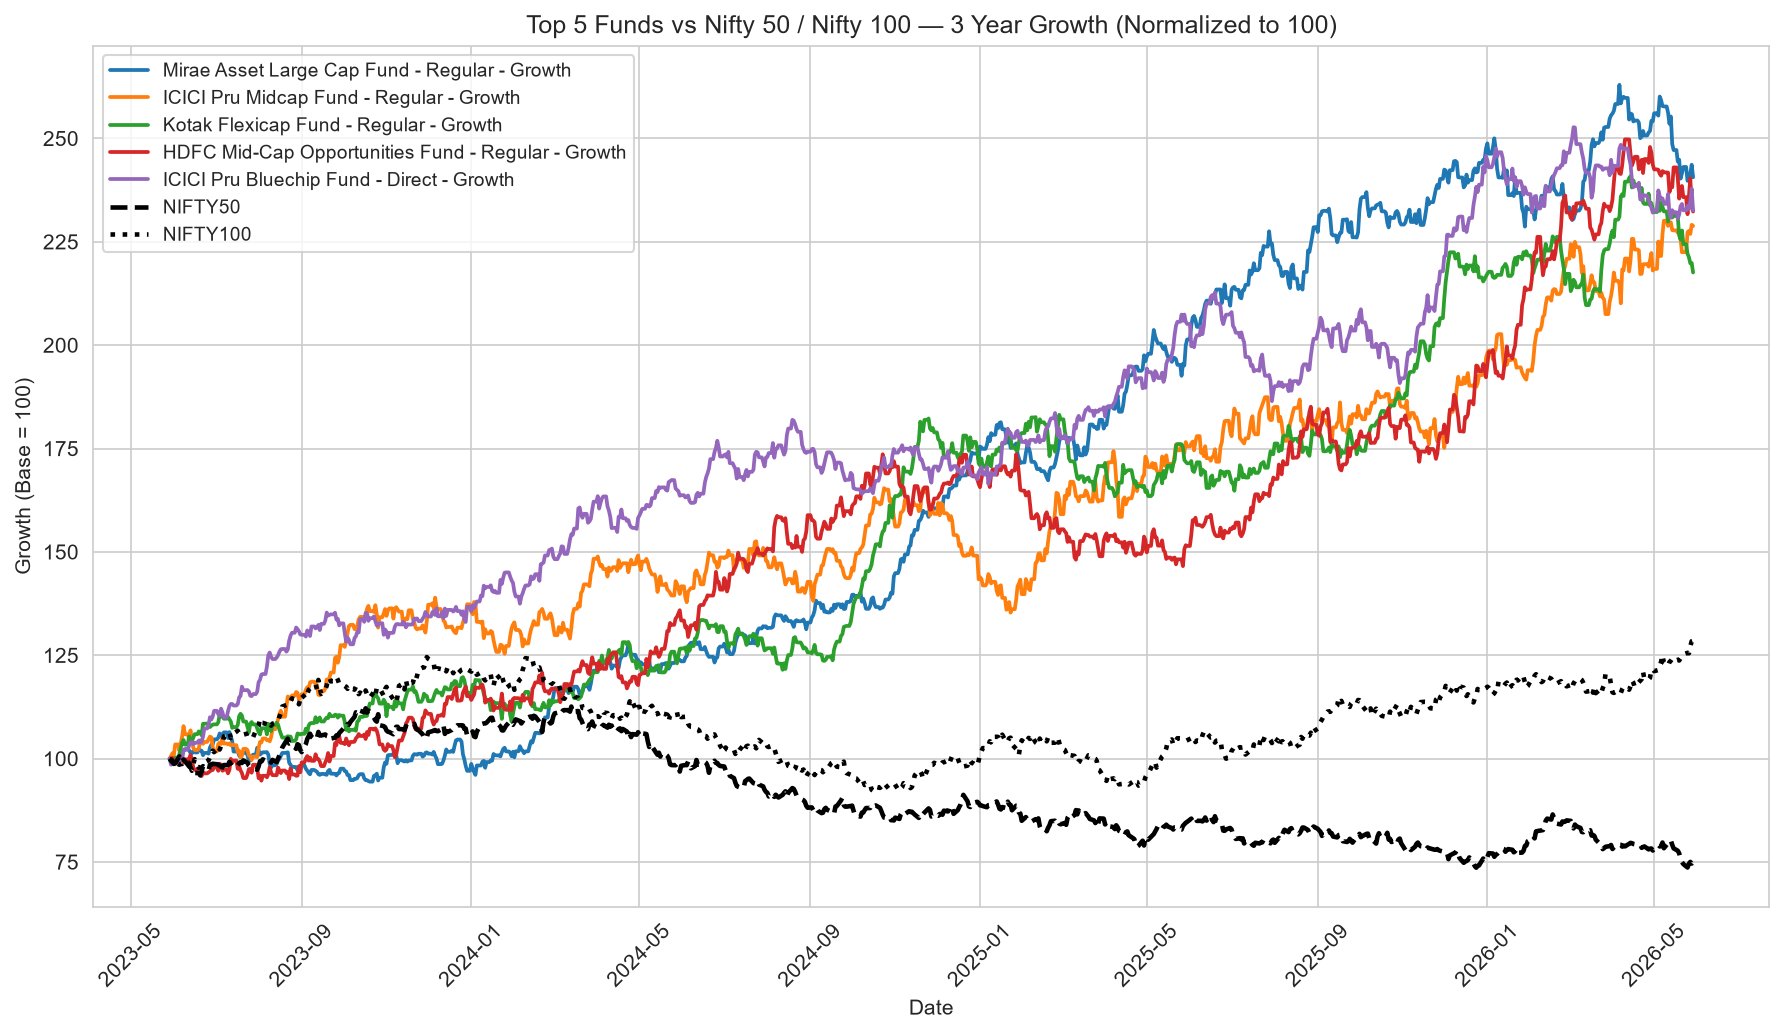 Top 5 Funds vs Nifty 50 / Nifty 100 — 3 Year Growth (Normalized to 100)
Mirae Asset Large Cap Fund - Regular - Growth
ICICI Pru Midcap Fund - Regular - Growth
Kotak Flexicap Fund - Regular - Growth
HDFC Mid-Cap Opportunities Fund - Regular - Growth
ICICI Pru Bluechip Fund - Direct - Growth
NIFTY50
NIFTY100
Growth (Base = 100)
250
225
200
175
150
125
100
75
2023-05
2023-09
2024-01
2024-05
2024-09
2025-01
2025-05
2025-09
2026-01
2026-05
Date